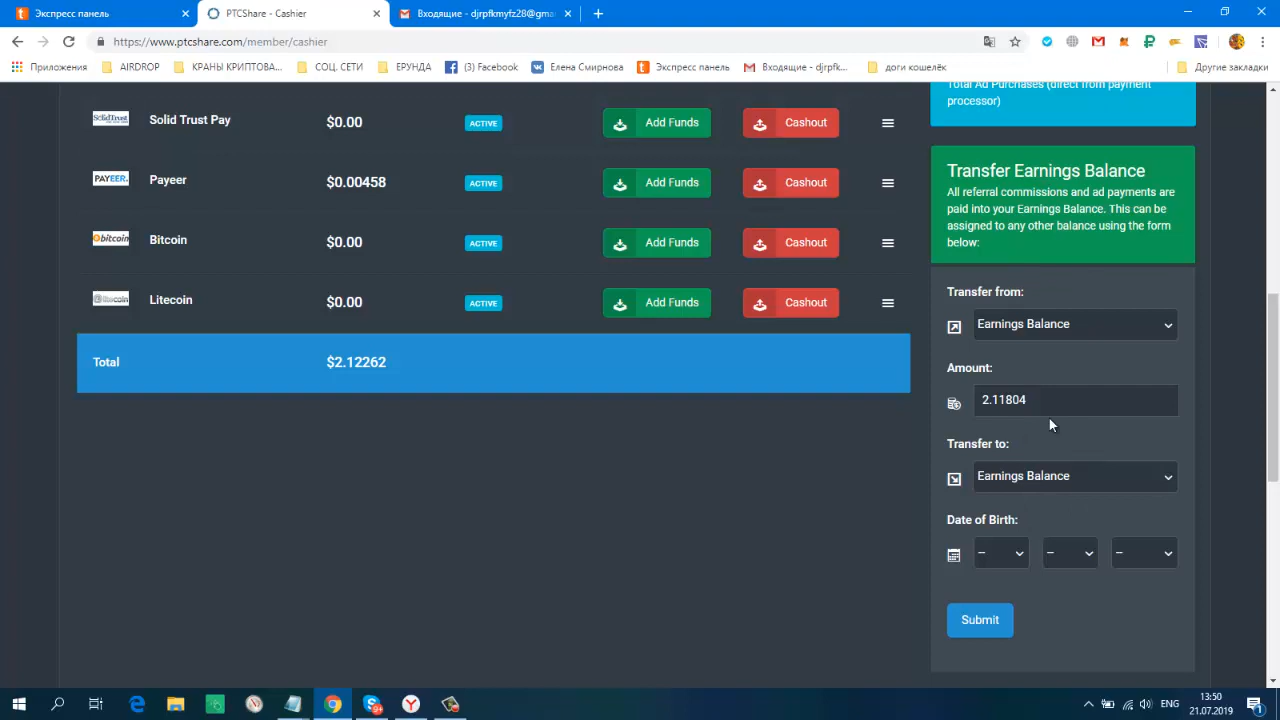 Экспресс панель
PTCShare - Cashier
Входящие - djrpfkmyfz28@gma
https://www.ptcshare.com/member/cashier
Приложения
AIRDROP
КРАНЫ КРИПТОВА...
СОЦ. СЕТИ
ЕРУНДА
(3) Facebook
Елена Смирнова
Экспресс панель
Входящие - djrpfk...
доги кошелёк
Другие закладки
Total Ad Purchases (direct from payment
processor)
SolidTrust
Solid Trust Pay
$0.00
ACTIVE
Add Funds
Cashout
PAYEER.
Payeer
$0.00458
ACTIVE
Add Funds
Cashout
bitcoin
Bitcoin
$0.00
ACTIVE
Add Funds
Cashout
litecoin
Litecoin
$0.00
ACTIVE
Add Funds
Cashout
Total
$2.12262
Transfer Earnings Balance
All referral commissions and ad payments are
paid into your Earnings Balance. This can be
assigned to any other balance using the form
below:
Transfer from:
Earnings Balance
Amount:
2.11804
Transfer to:
Earnings Balance
Date of Birth:
– – –
Submit
ENG
13:50
21.07.2019